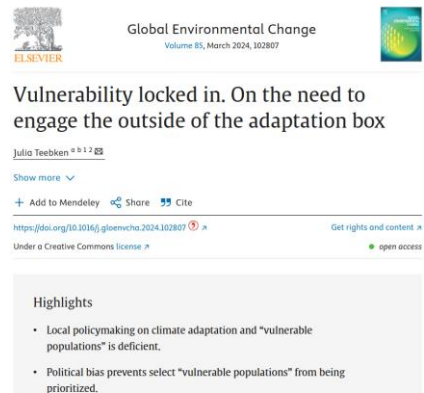 Global Environmental Change
Volume 85, March 2024, 102807
ELSEVIER
Vulnerability locked in. On the need to
engage the outside of the adaptation box
Julia Teebken a b 1 2
Show more
Add to Mendeley Share Cite
https://doi.org/10.1016/j.gloenvcha.2024.102807 Get rights and content
Under a Creative Commons license open access
Highlights
• Local policymaking on climate adaptation and “vulnerable
populations” is deficient.
• Political bias prevents select “vulnerable populations” from being
prioritized.